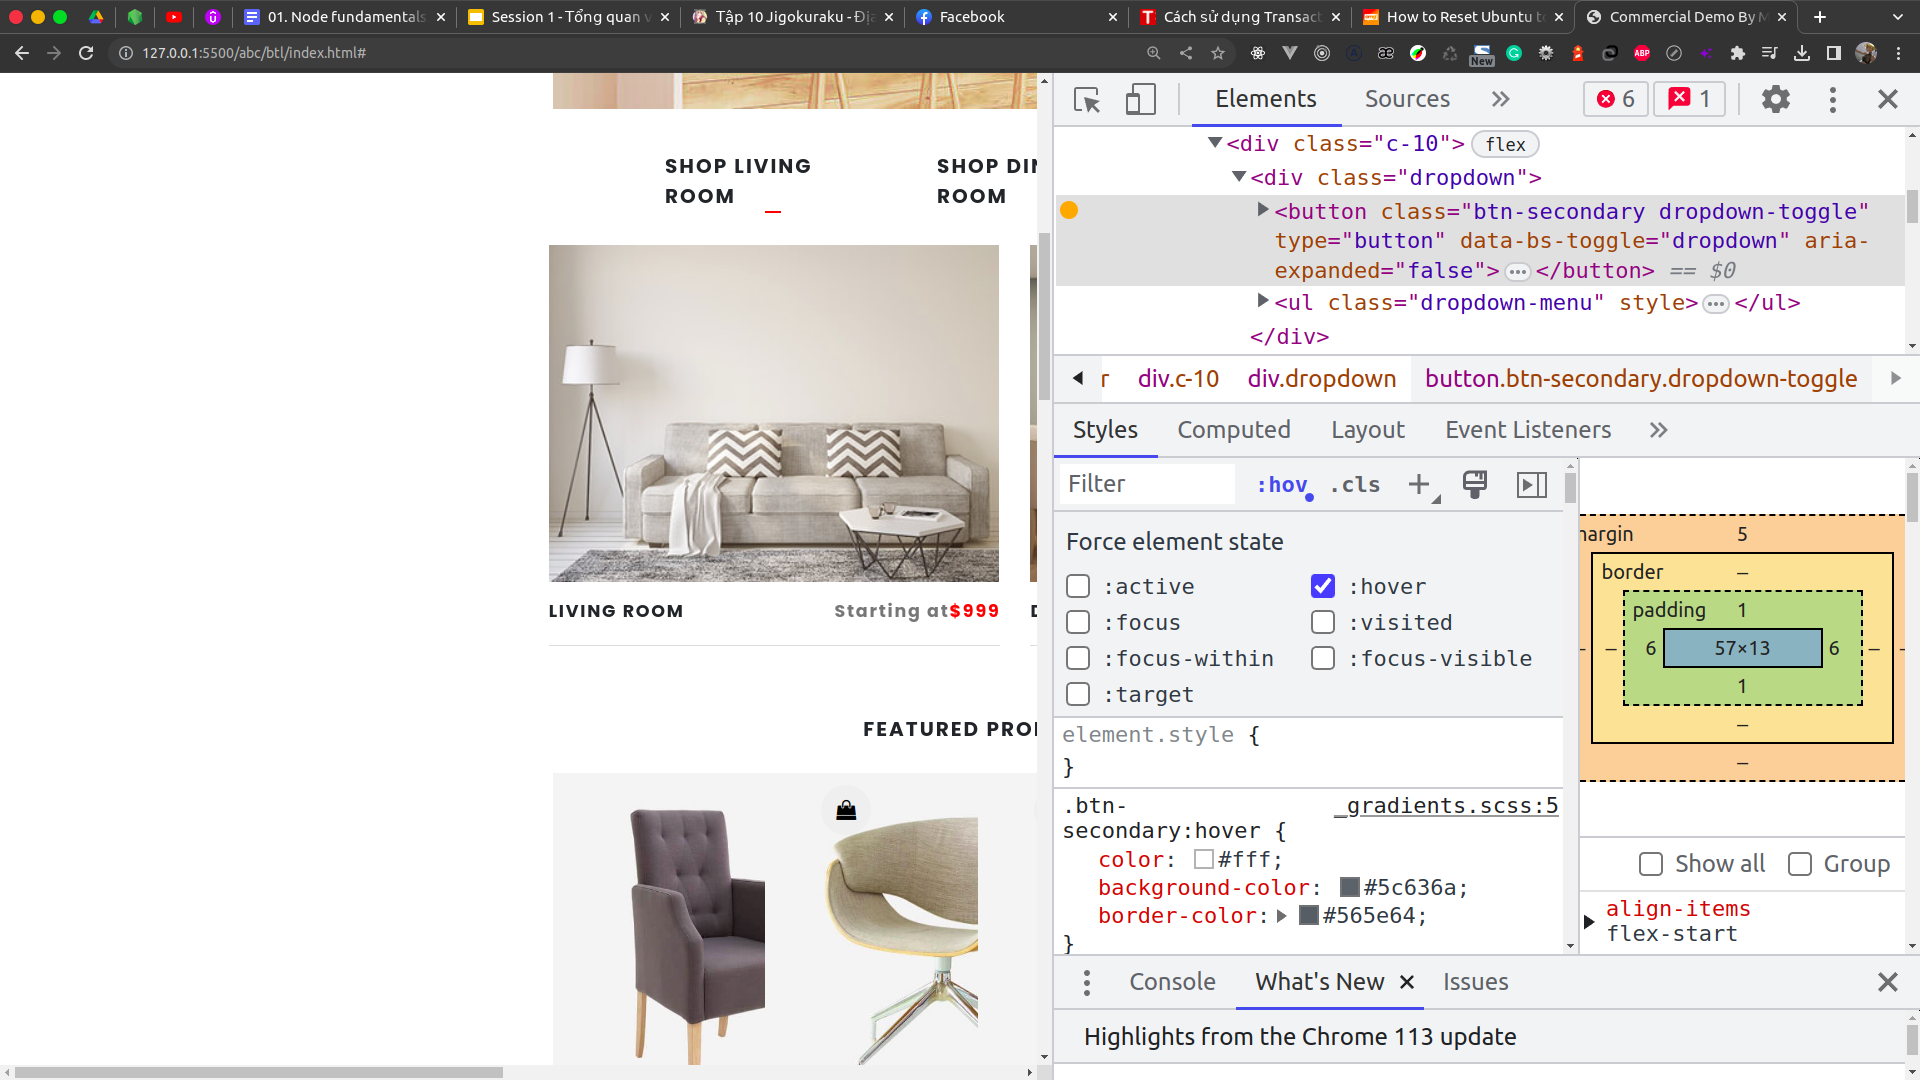 01. Node fundamentals
Session 1 - Tổng quan v
Tập 10 Jigokuraku - Địa
Facebook
Cách sử dụng Transact
How to Reset Ubuntu to
Commercial Demo By M
127.0.0.1:5500/abc/btl/index.html#
New
ABP
SHOP LIVING
ROOM
SHOP DIN
ROOM
LIVING ROOM
Starting at$999
FEATURED PROD
Elements
Sources
6
1
<div class="c-10"> flex
<div class="dropdown">
<button class="btn-secondary dropdown-toggle"
type="button" data-bs-toggle="dropdown" aria-
expanded="false">…</button> == $0
<ul class="dropdown-menu" style>…</ul>
</div>
r
div.c-10
div.dropdown
button.btn-secondary.dropdown-toggle
Styles
Computed
Layout
Event Listeners
Filter
:hov
.cls
Force element state
:active
:hover
:focus
:visited
:focus-within
:focus-visible
:target
element.style {
}
.btn-
secondary:hover {
_gradients.scss:5
color: #fff;
background-color: #5c636a;
border-color: #565e64;
}
margin 5
border –
padding 1
– – 6 57×13 6 – –
1
–
–
Show all
Group
align-items
flex-start
Console
What's New
Issues
Highlights from the Chrome 113 update